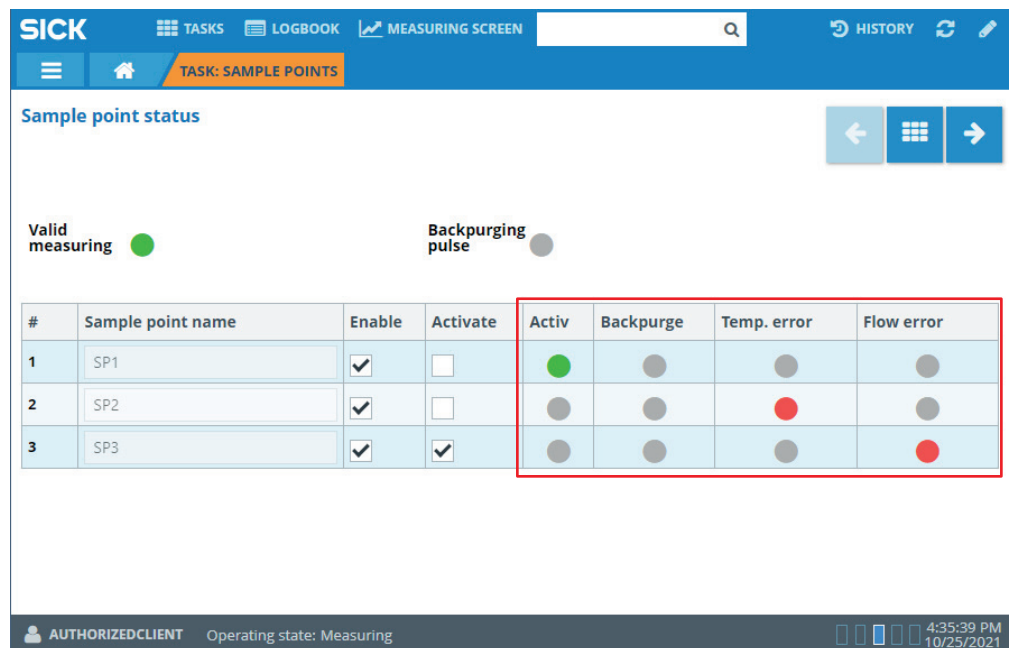 SICK TASKS LOGBOOK MEASURING SCREEN HISTORY
TASK: SAMPLE POINTS
Sample point status
Valid
measuring
Backpurging
pulse
# Sample point name Enable Activate Activ Backpurge Temp. error Flow error
1 SP1
2 SP2
3 SP3
AUTHORIZEDCLIENT Operating state: Measuring 4:35:39 PM
10/25/2021